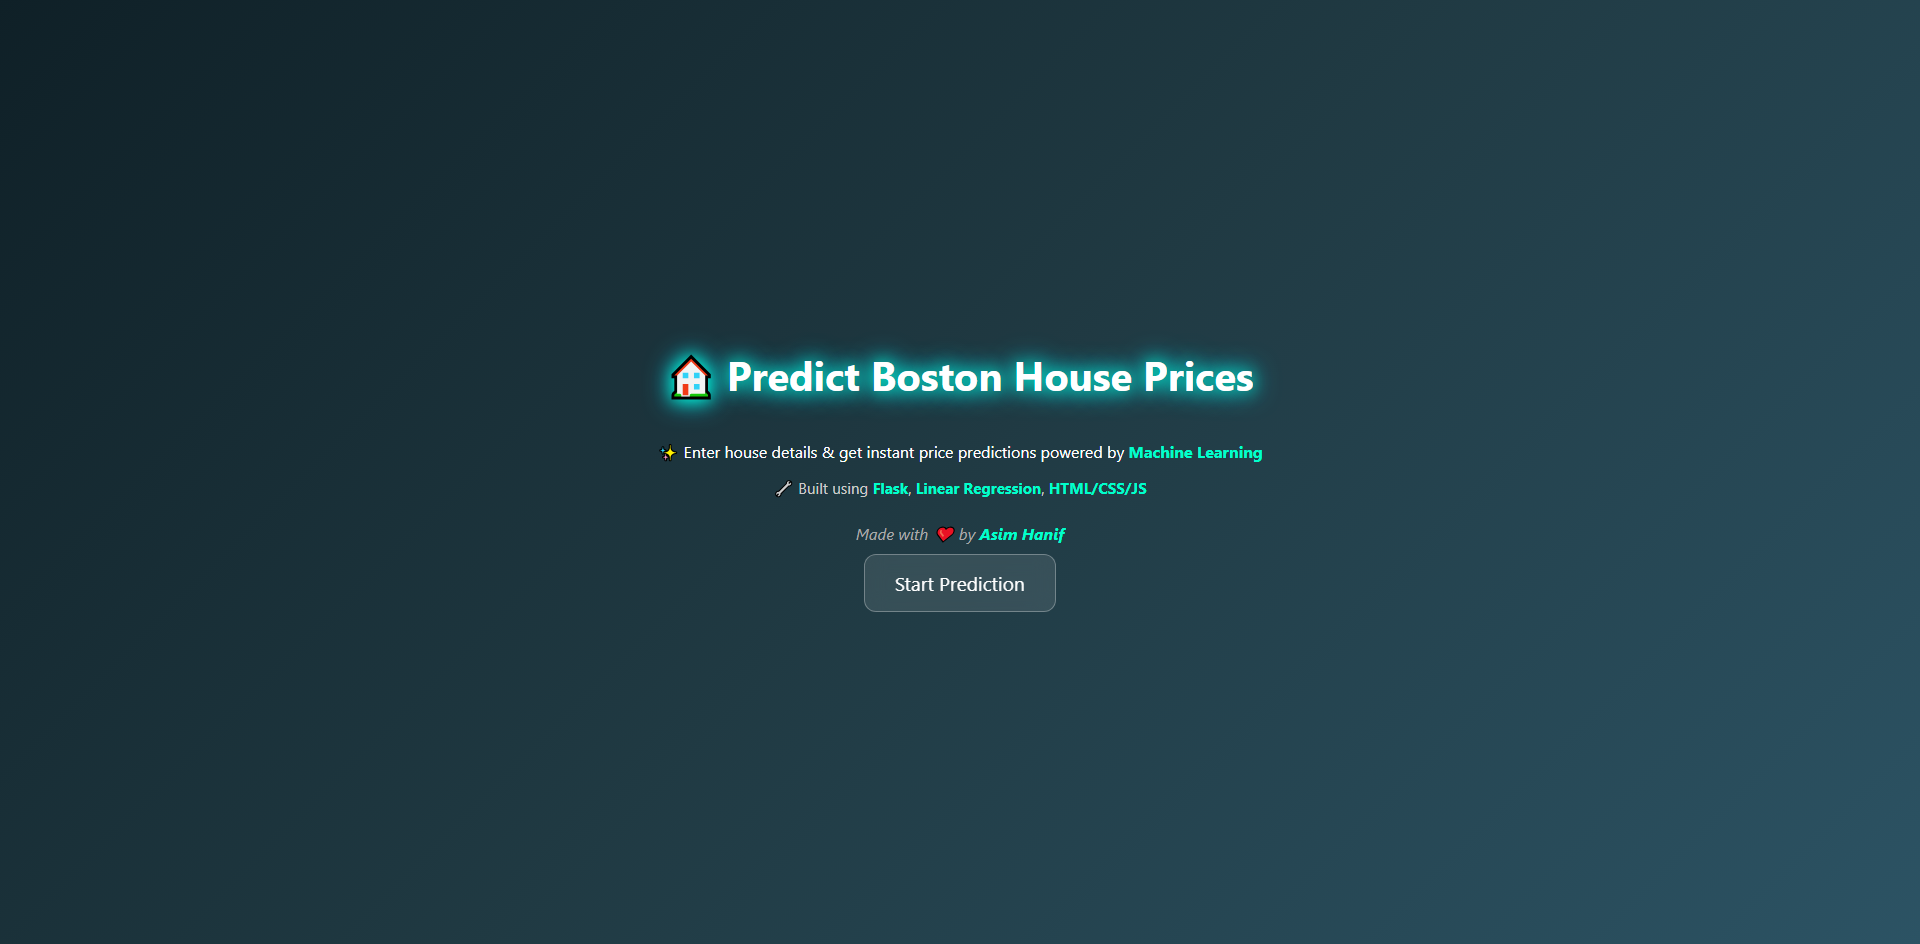 🏠 Predict Boston House Prices
✨ Enter house details & get instant price predictions powered by Machine Learning
🔧 Built using Flask, Linear Regression, HTML/CSS/JS
Made with ❤️ by Asim Hanif
Start Prediction